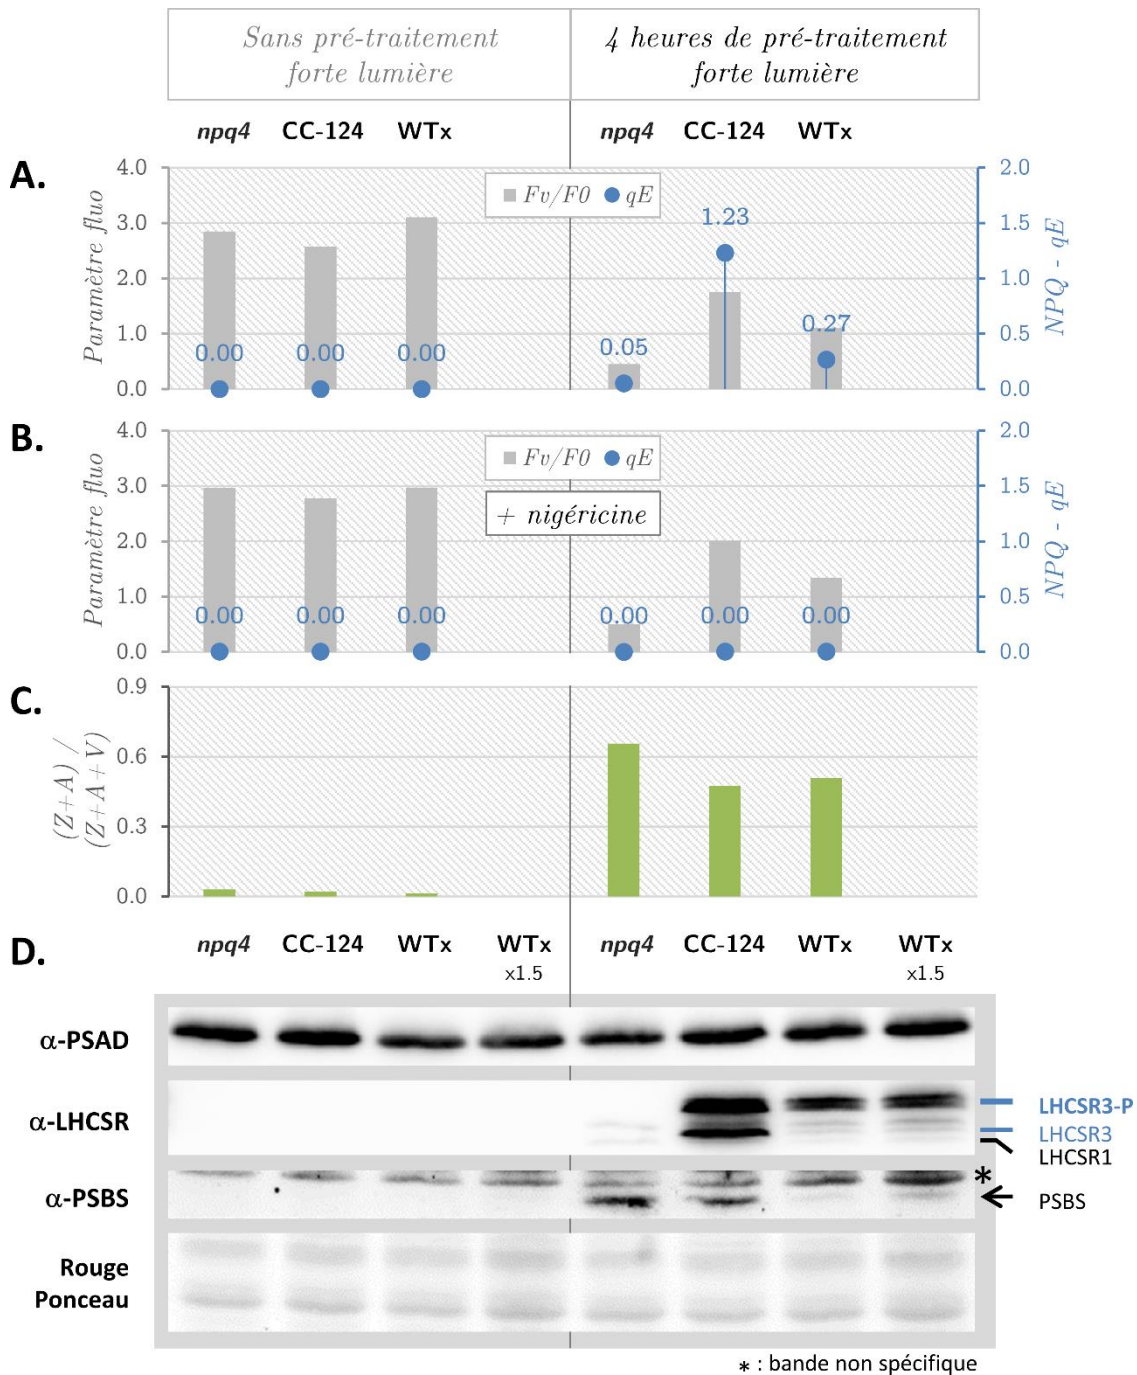 Sans pré-traitement
forte lumière
4 heures de pré-traitement
forte lumière
npq4 CC-124 WTx npq4 CC-124 WTx
A.
Paramètre fluo
4.0
3.0
2.0
1.0
0.0
Fv/F0 qE
0.00 0.00 0.00 0.05 1.23 0.27
2.0
1.5
1.0
0.5
0.0
NPQ - qE
B.
Paramètre fluo
4.0
3.0
2.0
1.0
0.0
Fv/F0 qE
+ nigéricine
0.00 0.00 0.00 0.00 0.00 0.00
2.0
1.5
1.0
0.5
0.0
NPQ - qE
C.
(Z+A) /
(Z+A+V)
0.9
0.6
0.3
0.0
npq4 CC-124 WTx WTx npq4 CC-124 WTx WTx
x1.5 x1.5
D.
α-PSAD
α-LHCSR
LHCSR3-P
LHCSR3
LHCSR1
α-PSBS
*
PSBS
Rouge
Ponceau
* : bande non spécifique